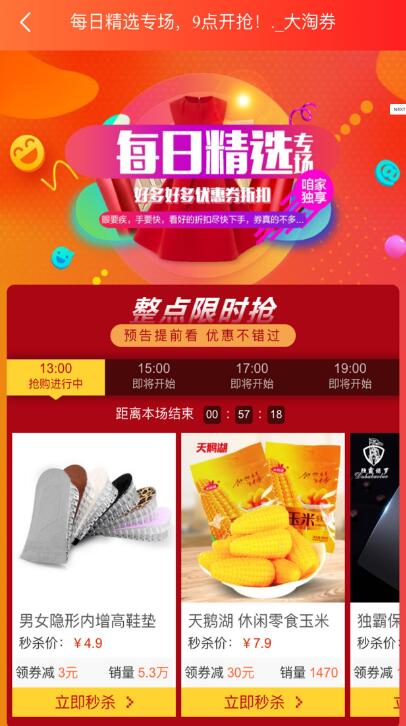 每日精选专场，9点开抢！._大淘券
NEXT
每日精选专场
好多好多优惠券折扣
咱家独享
眼要疾，手要快，看好的折扣尽快下手，券真的不多...
整点限时抢
预告提前看 优惠不错过
13:00 15:00 17:00 19:00
抢购进行中 即将开始 即将开始 即将开始
距离本场结束 00 : 57 : 18
天鹅湖
玉米
独霸保罗
Dubabaoluo
男女隐形内增高鞋垫
秒杀价：￥4.9
领券减 3元 销量 5.3万
立即秒杀 >
天鹅湖 休闲零食玉米
秒杀价：￥7.9
领券减 30元 销量 1470
立即秒杀 >
独霸保
秒杀价
领券减